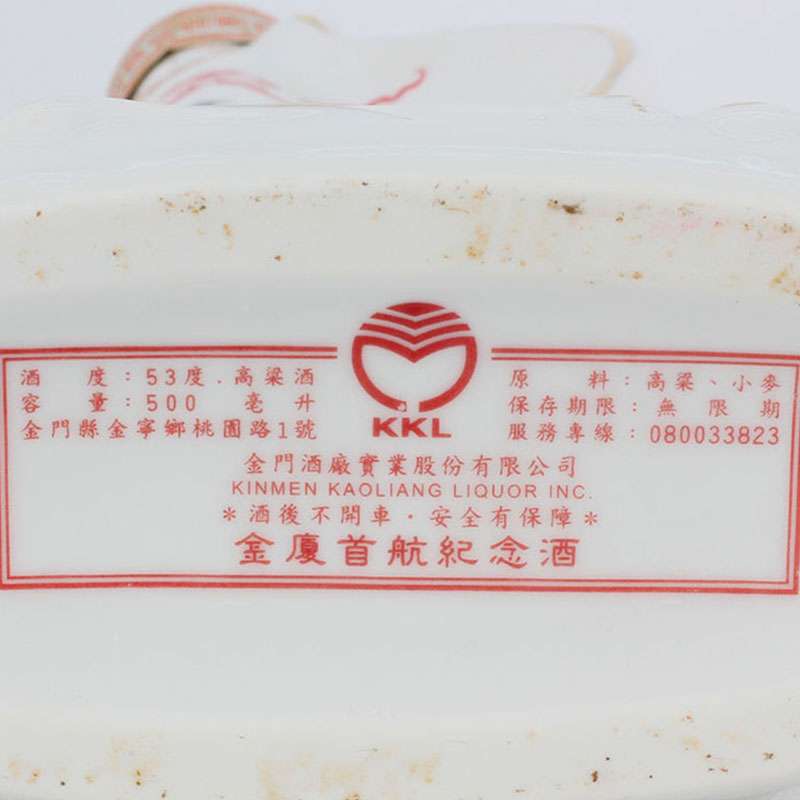 KKL
酒 度：53度．高粱酒
容 量：500 毫升
金門縣金寧鄉桃園路1號
原 料：高粱、小麥
保存期限：無限期
服務專線：080033823
金門酒廠實業股份有限公司
KINMEN KAOLIANG LIQUOR INC.
＊酒後不開車．安全有保障＊
金廈首航紀念酒